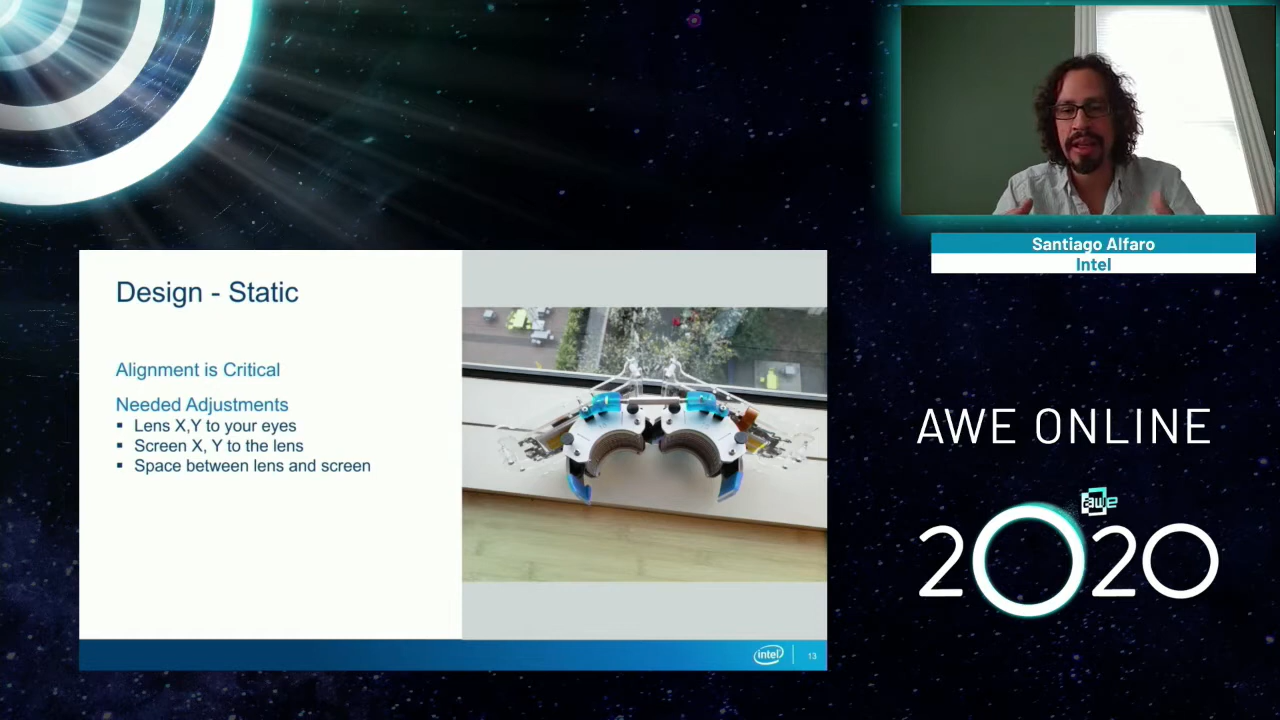 Santiago Alfaro
Intel
Design - Static
Alignment is Critical
Needed Adjustments
▪ Lens X,Y to your eyes
▪ Screen X, Y to the lens
▪ Space between lens and screen
intel
13
AWE ONLINE
awe
2020